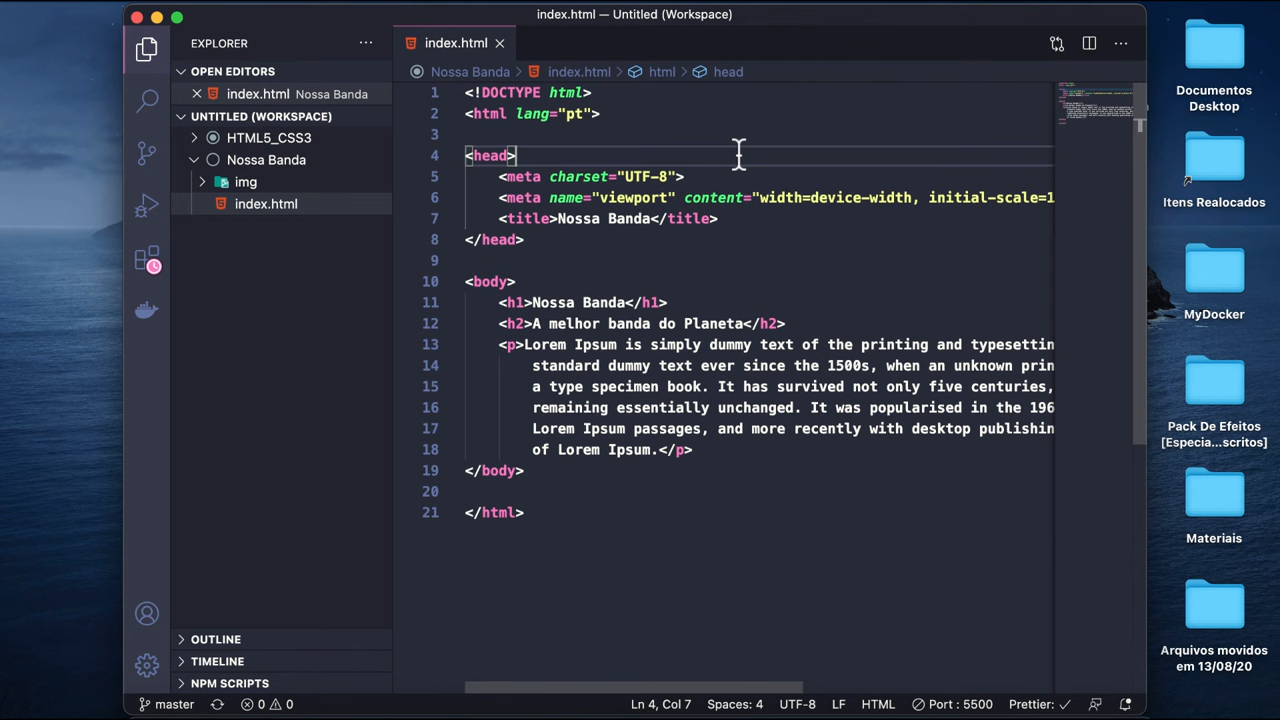 index.html — Untitled (Workspace)
EXPLORER
OPEN EDITORS
index.html Nossa Banda
UNTITLED (WORKSPACE)
HTML5_CSS3
Nossa Banda
img
index.html
OUTLINE
TIMELINE
NPM SCRIPTS
index.html
Nossa Banda > index.html > html > head
1 <!DOCTYPE html>
2 <html lang="pt">
3
4 <head>
5 <meta charset="UTF-8">
6 <meta name="viewport" content="width=device-width, initial-scale=1
7 <title>Nossa Banda</title>
8 </head>
9
10 <body>
11 <h1>Nossa Banda</h1>
12 <h2>A melhor banda do Planeta</h2>
13 <p>Lorem Ipsum is simply dummy text of the printing and typesettin
14 standard dummy text ever since the 1500s, when an unknown prin
15 a type specimen book. It has survived not only five centuries,
16 remaining essentially unchanged. It was popularised in the 196
17 Lorem Ipsum passages, and more recently with desktop publishin
18 of Lorem Ipsum.</p>
19 </body>
20
21 </html>
master 0 0 Ln 4, Col 7 Spaces: 4 UTF-8 LF HTML Port : 5500 Prettier: ✓
Documentos
Desktop
Itens Realocados
MyDocker
Pack De Efeitos
[Especia...scritos]
Materiais
Arquivos movidos
em 13/08/20